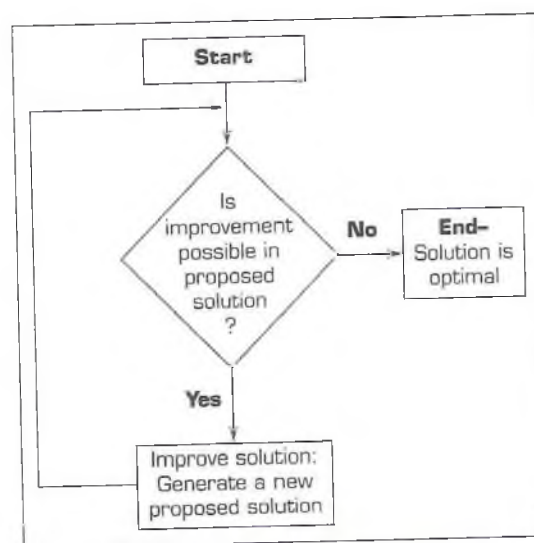 Start
Is
improvement
possible in
proposed
solution
?
No
End–
Solution is
optimal
Yes
Improve solution:
Generate a new
proposed solution